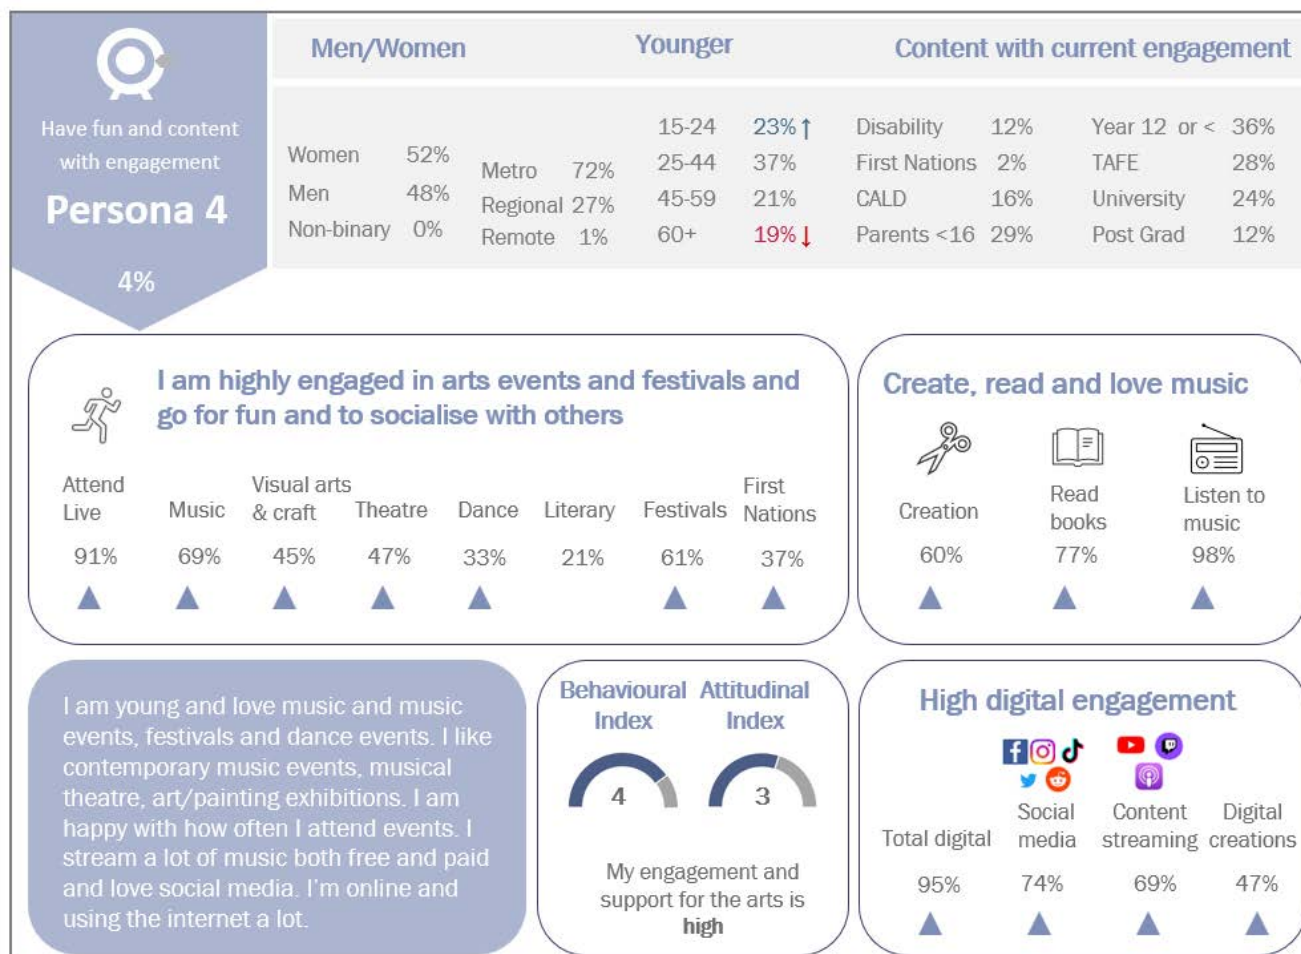 Have fun and content
with engagement
Persona 4
4%
Men/Women
Younger
Content with current engagement
Women 52%
Men 48%
Non-binary 0%
Metro 72%
Regional 27%
Remote 1%
15-24 23% ↑
25-44 37%
45-59 21%
60+ 19% ↓
Disability 12%
First Nations 2%
CALD 16%
Parents <16 29%
Year 12 or < 36%
TAFE 28%
University 24%
Post Grad 12%
I am highly engaged in arts events and festivals and
go for fun and to socialise with others
Attend
Live
91%
Music
69%
Visual arts
& craft
45%
Theatre
47%
Dance
33%
Literary
21%
Festivals
61%
First
Nations
37%
Create, read and love music
Creation
60%
Read
books
77%
Listen to
music
98%
I am young and love music and music
events, festivals and dance events. I like
contemporary music events, musical
theatre, art/painting exhibitions. I am
happy with how often I attend events. I
stream a lot of music both free and paid
and love social media. I'm online and
using the internet a lot.
Behavioural
Index
4
Attitudinal
Index
3
My engagement and
support for the arts is
high
High digital engagement
Total digital
95%
Social
media
74%
Content
streaming
69%
Digital
creations
47%